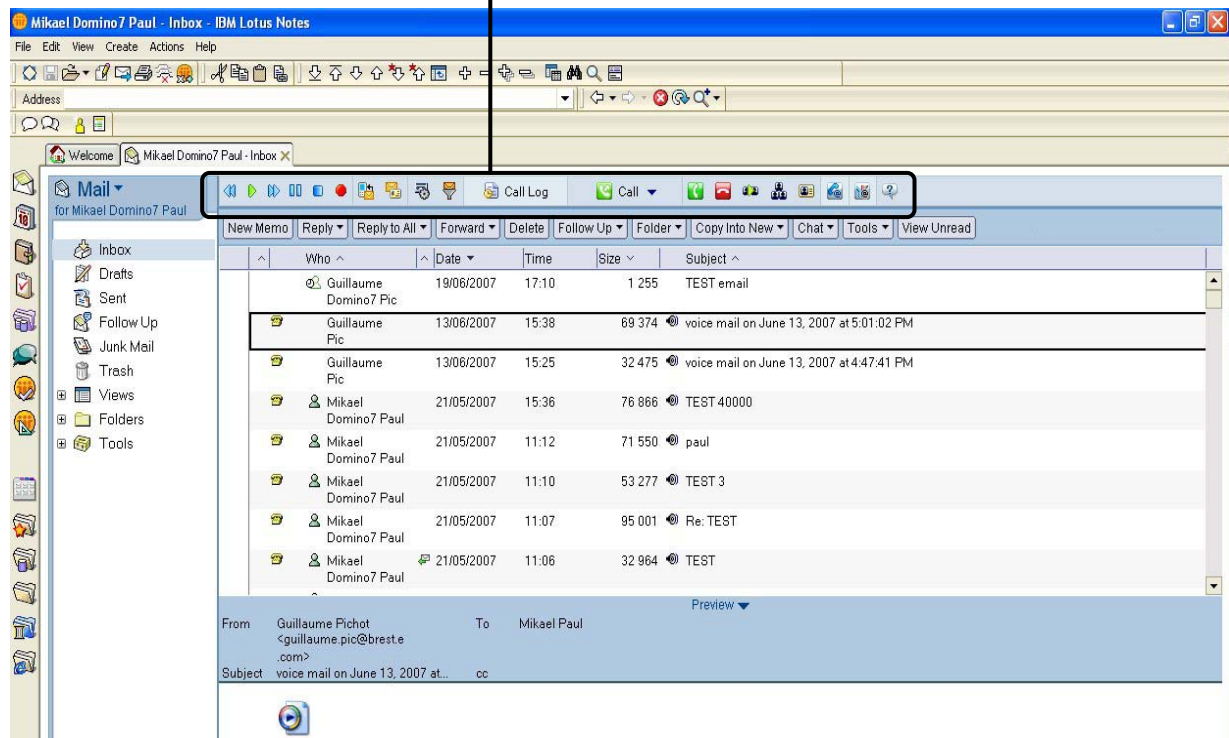 Mikael Domino7 Paul - Inbox - IBM Lotus Notes
File Edit View Create Actions Help
Address
Welcome Mikael Domino7 Paul - Inbox
Mail
for Mikael Domino7 Paul
Call Log Call
New Memo Reply Reply to All Forward Delete Follow Up Folder Copy Into New Chat Tools View Unread
Inbox
Drafts
Sent
Follow Up
Junk Mail
Trash
Views
Folders
Tools
Who Date Time Size Subject
Guillaume 19/06/2007 17:10 1 255 TEST email
Domino7 Pic
Guillaume 13/06/2007 15:38 69 374 voice mail on June 13, 2007 at 5:01:02 PM
Pic
Guillaume 13/06/2007 15:25 32 475 voice mail on June 13, 2007 at 4:47:41 PM
Pic
Mikael 21/05/2007 15:36 76 866 TEST 40000
Domino7 Paul
Mikael 21/05/2007 11:12 71 550 paul
Domino7 Paul
Mikael 21/05/2007 11:10 53 277 TEST 3
Domino7 Paul
Mikael 21/05/2007 11:07 95 001 Re: TEST
Domino7 Paul
Mikael 21/05/2007 11:06 32 964 TEST
Domino7 Paul
Preview
From Guillaume Pichot To Mikael Paul
<guillaume.pic@brest.e
.com>
Subject voice mail on June 13, 2007 at... cc